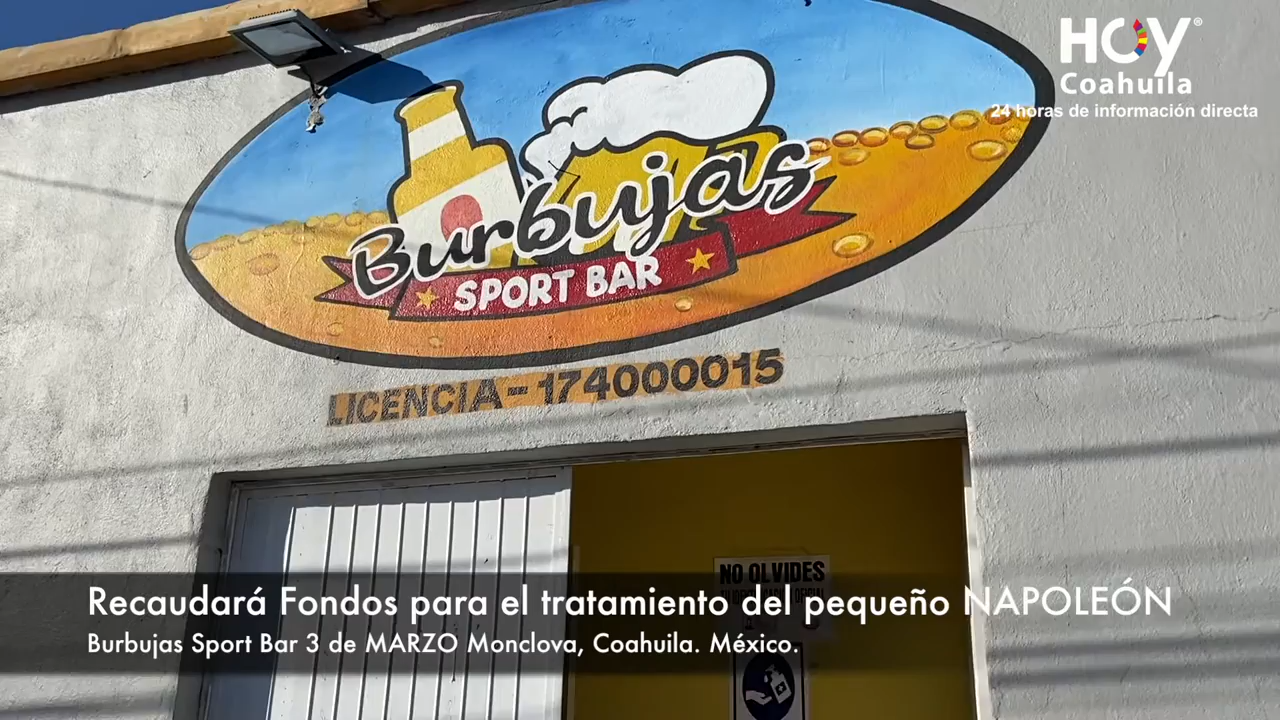 HOY®
Coahuila
24 horas de información directa
Burbujas
SPORT BAR
LICENCIA-174000015
NO OLVIDES
Recaudará Fondos para el tratamiento del pequeño NAPOLEÓN
Burbujas Sport Bar 3 de MARZO Monclova, Coahuila. México.